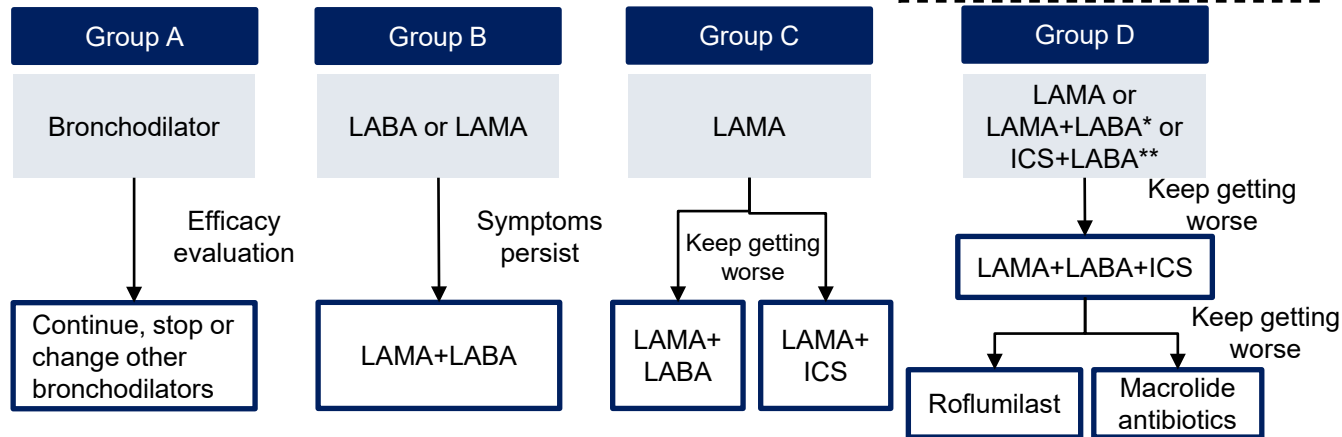 Group A
Bronchodilator
Efficacy
evaluation
Continue, stop or
change other
bronchodilators
Group B
LABA or LAMA
Symptoms
persist
LAMA+LABA
Group C
LAMA
Keep getting
worse
LAMA+
LABA
LAMA+
ICS
Group D
LAMA or
LAMA+LABA* or
ICS+LABA**
Keep getting
worse
LAMA+LABA+ICS
Keep getting
worse
Roflumilast
Macrolide
antibiotics